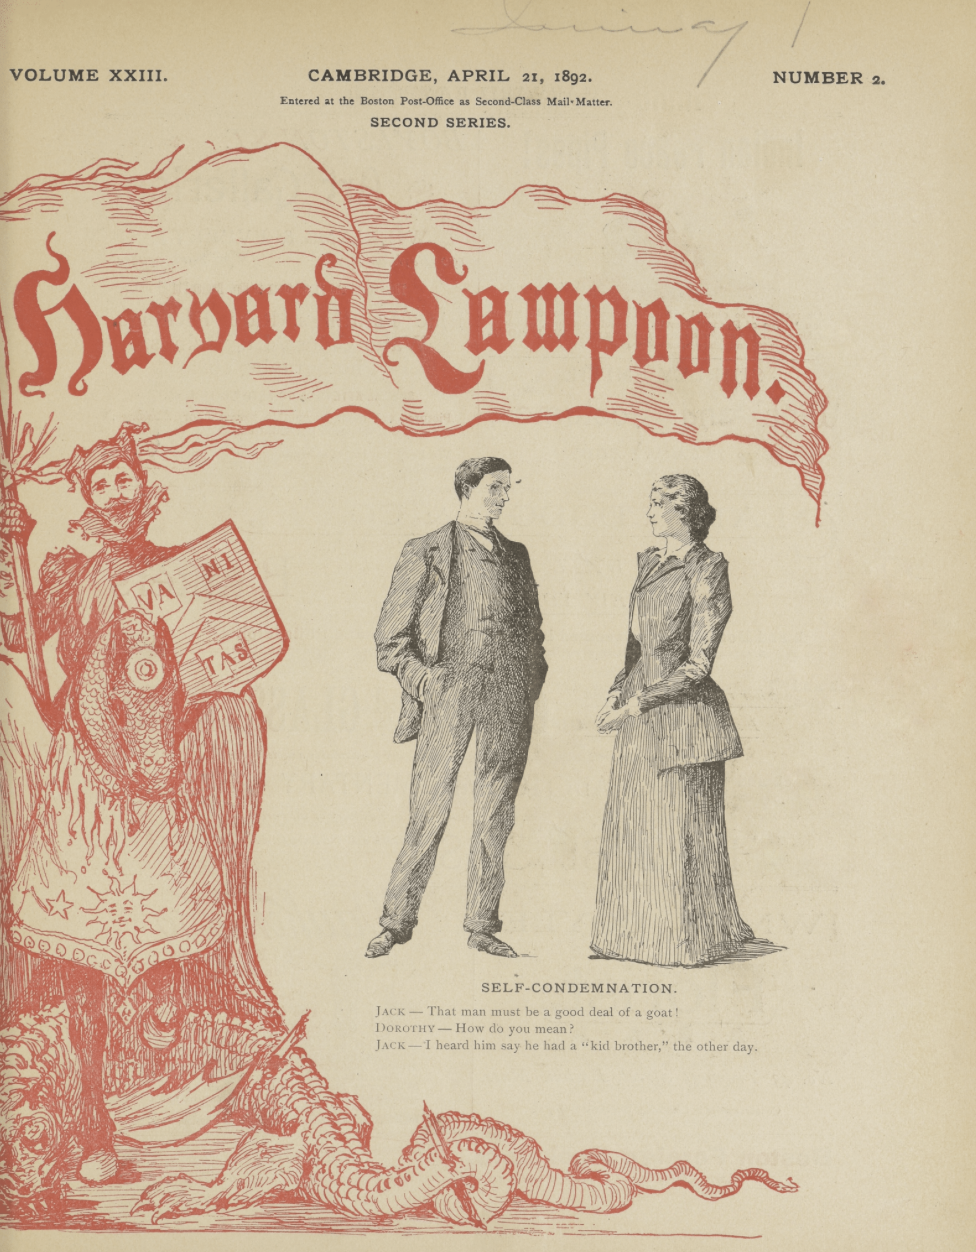 VOLUME XXIII. CAMBRIDGE, APRIL 21, 1892. NUMBER 2.
Entered at the Boston Post-Office as Second-Class Mail-Matter.
SECOND SERIES.
Harvard Lampoon.
VA NI
TAS
SELF-CONDEMNATION.
JACK — That man must be a good deal of a goat!
DOROTHY — How do you mean?
JACK — I heard him say he had a "kid brother," the other day.